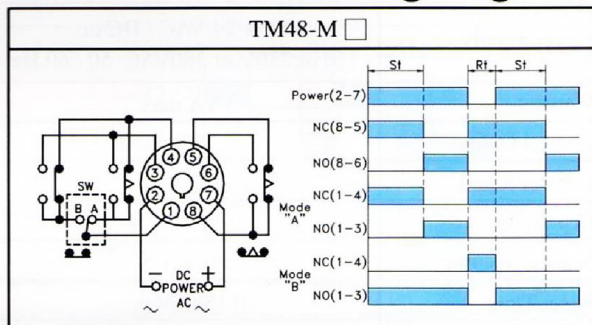 TM48-M □
St Rt St
Power(2-7)
NC(8-5)
NO(8-6)
Mode "A"
NC(1-4)
NO(1-3)
Mode "B"
NC(1-4)
NO(1-3)
SW
B A
4 5
3 6
2 7
1 8
− DC +
POWER
~ AC ~